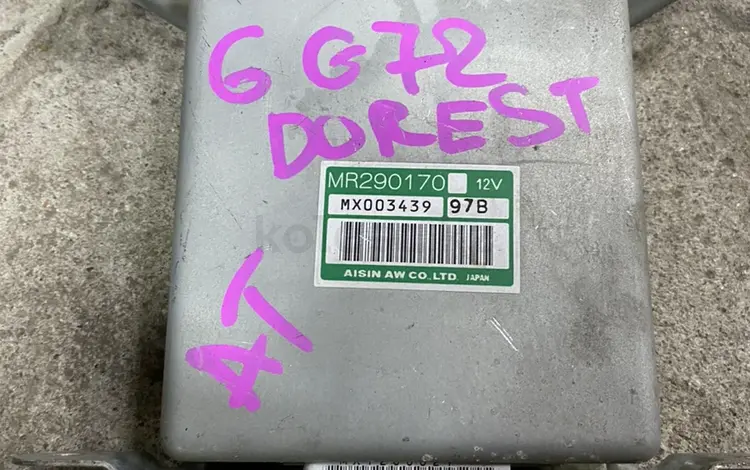 6G72
DOREST
MR290170 12V
MX003439 97B
AISIN AW CO.,LTD. JAPAN
AT